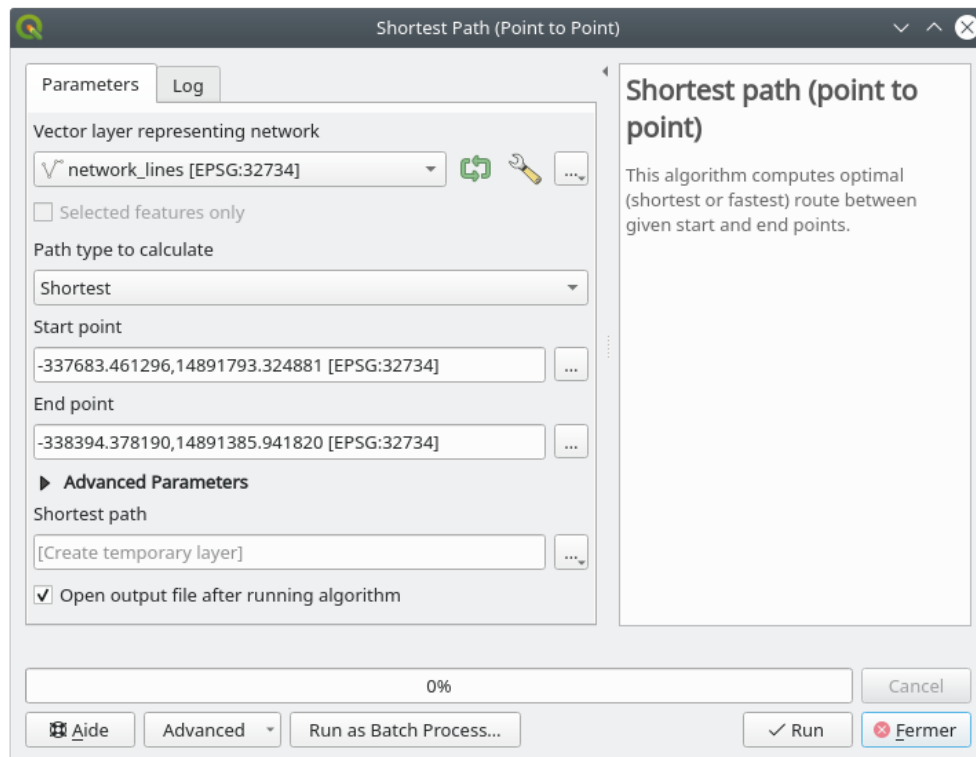 Shortest Path (Point to Point)
Parameters
Log
Vector layer representing network
network_lines [EPSG:32734]
...
Selected features only
Path type to calculate
Shortest
Start point
-337683.461296,14891793.324881 [EPSG:32734]
...
End point
-338394.378190,14891385.941820 [EPSG:32734]
...
Advanced Parameters
Shortest path
[Create temporary layer]
...
Open output file after running algorithm
Shortest path (point to
point)
This algorithm computes optimal
(shortest or fastest) route between
given start and end points.
0%
Cancel
Aide
Advanced
Run as Batch Process...
Run
Fermer